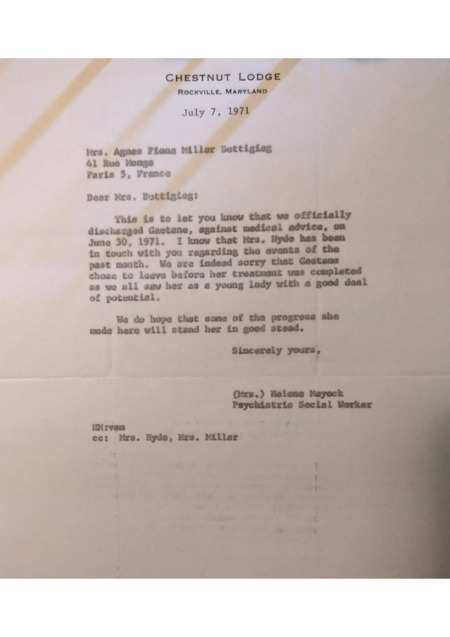 CHESTNUT LODGE
ROCKVILLE, MARYLAND
July 7, 1971
Mrs. Agnes Fiona Miller Buttigieg
41 Rue Monge
Paris 5, France
Dear Mrs. Buttigieg:
This is to let you know that we officially
discharged Gaetane, against medical advice, on
June 30, 1971. I know that Mrs. Hyde has been
in touch with you regarding the events of the
past month. We are indeed sorry that Gaetane
chose to leave before her treatment was completed
as we all saw her as a young lady with a good deal
of potential.
We do hope that some of the progress she
made here will stand her in good stead.
Sincerely yours,
(Mrs.) Helene Mayock
Psychiatric Social Worker
HM:vem
cc: Mrs. Hyde, Mrs. Miller